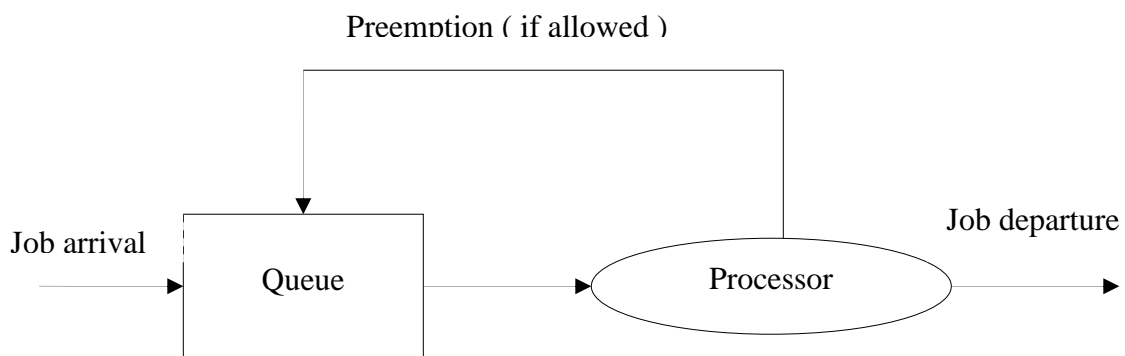 Preemption ( if allowed )
Job arrival
Job departure
Queue
Processor